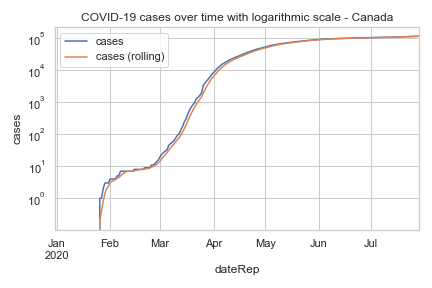 COVID-19 cases over time with logarithmic scale - Canada
cases
cases (rolling)
10^5
10^4
10^3
10^2
10^1
10^0
cases
Jan Feb Mar Apr May Jun Jul
2020
dateRep